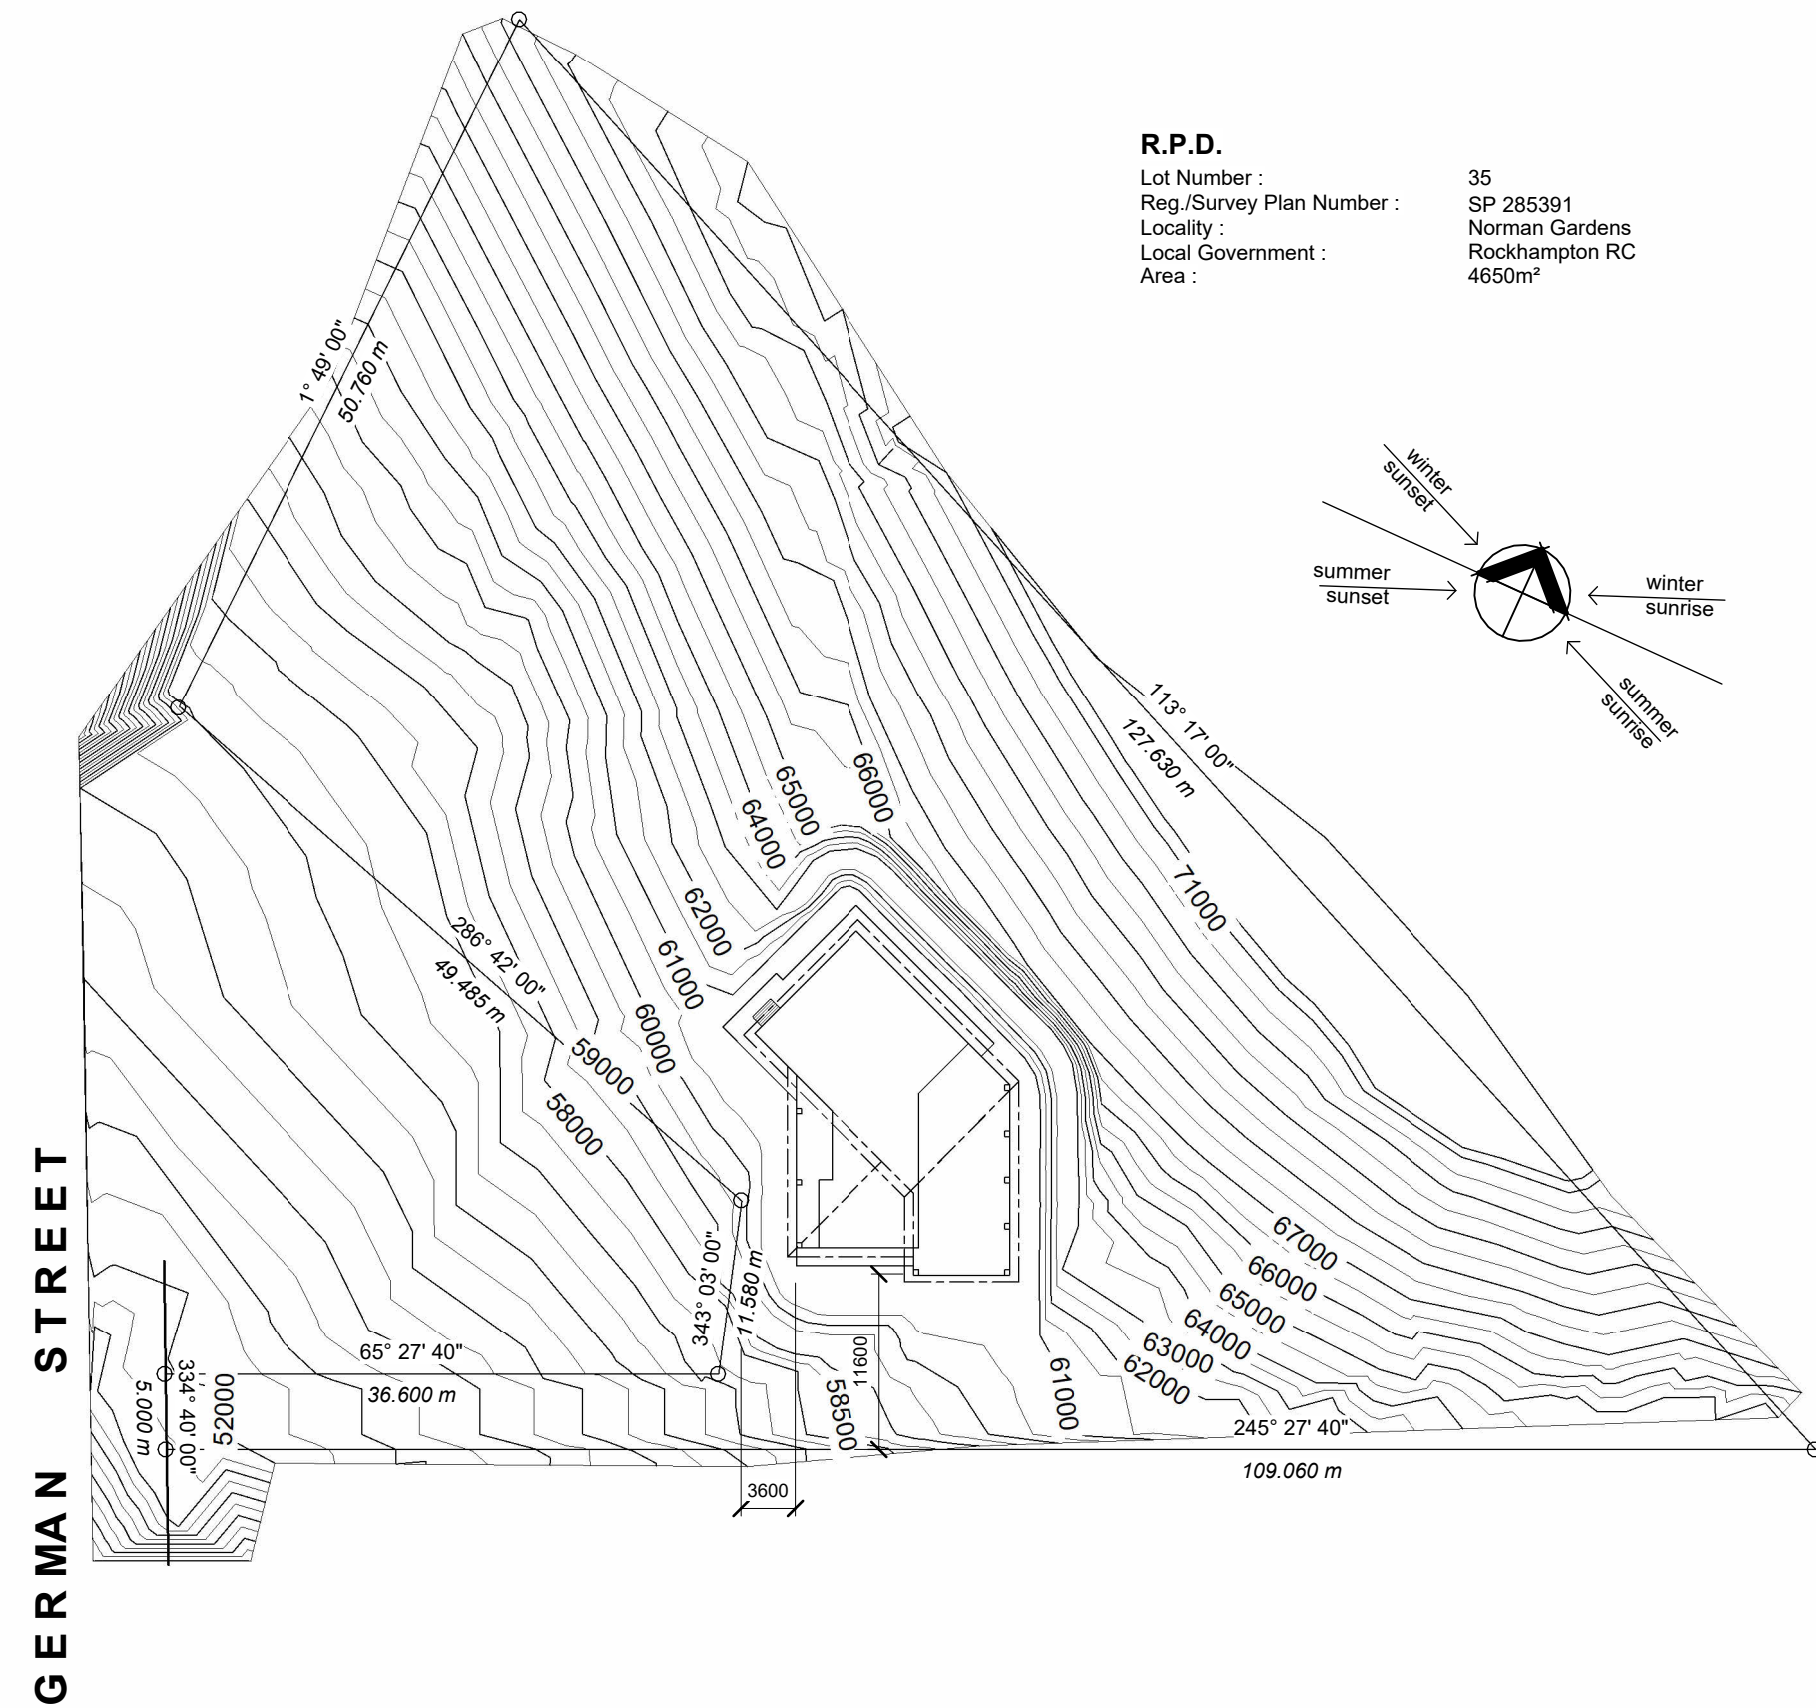 R.P.D.
Lot Number : 35
Reg./Survey Plan Number : SP 285391
Locality : Norman Gardens
Local Government : Rockhampton RC
Area : 4650m²
1° 49' 00"
50.760 m
winter
sunset
summer
sunset
winter
sunrise
summer
sunrise
113° 17' 00"
127.630 m
66000
65000
64000
71000
62000
61000
60000
59000
58000
286° 42' 00"
49.485 m
343° 03' 00"
11.580 m
67000
66000
65000
64000
63000
62000
61000
58500
11600
3600
65° 27' 40"
36.600 m
334° 40' 00"
5.000 m
52000
245° 27' 40"
109.060 m
GERMAN STREET